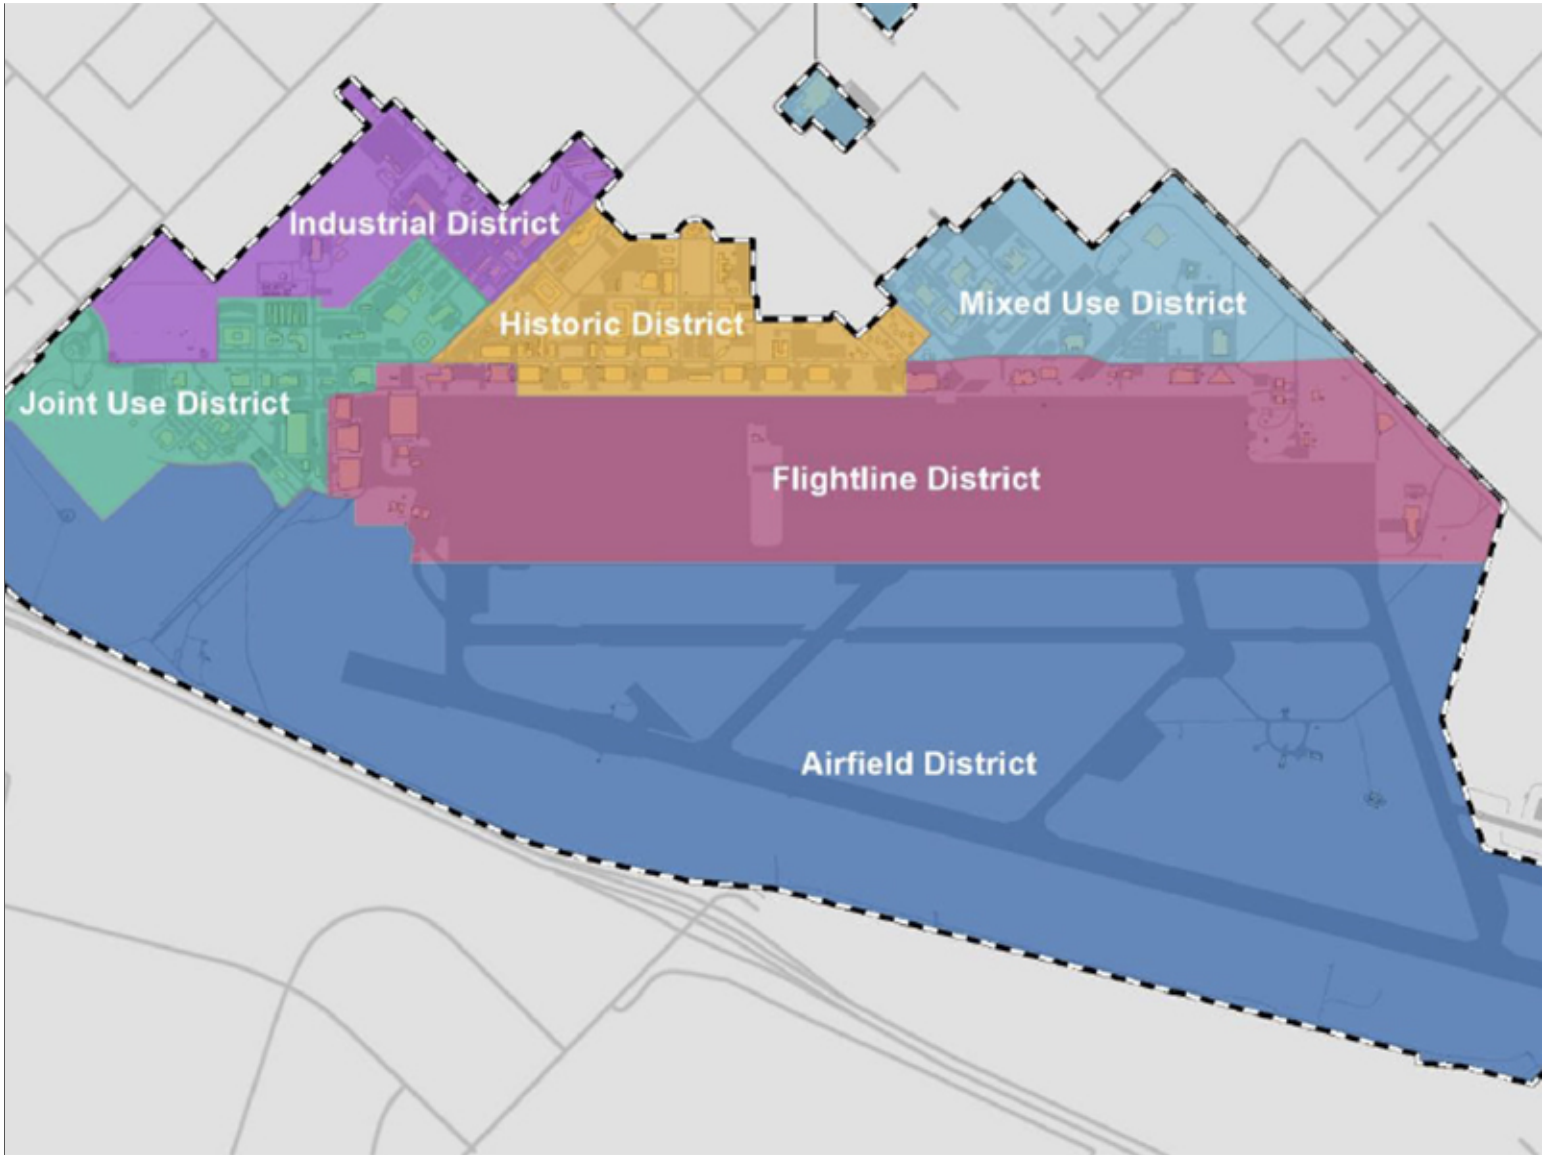 Industrial District
Mixed Use District
Historic District
Joint Use District
Flightline District
Airfield District